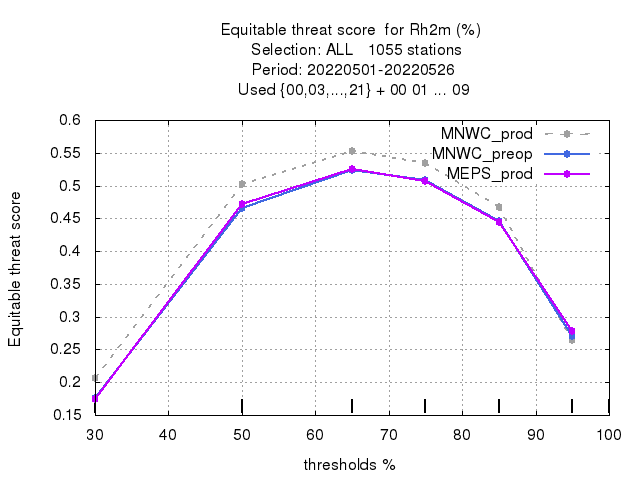 Equitable threat score  for Rh2m (%)
Selection: ALL   1055 stations
Period: 20220501-20220526
Used {00,03,...,21} + 00 01 ... 09
MNWC_prod
MNWC_preop
MEPS_prod
Equitable threat score
0.6
0.55
0.5
0.45
0.4
0.35
0.3
0.25
0.2
0.15
30 40 50 60 70 80 90 100
thresholds %